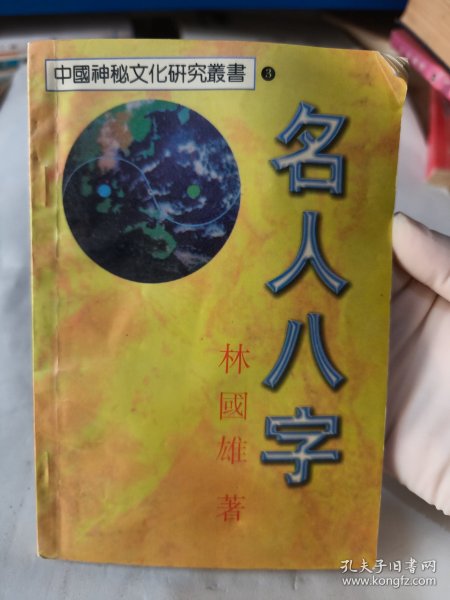 中國神秘文化研究叢書 ❸
名人八字
林國雄 著
孔夫子旧书网
www.kongfz.com